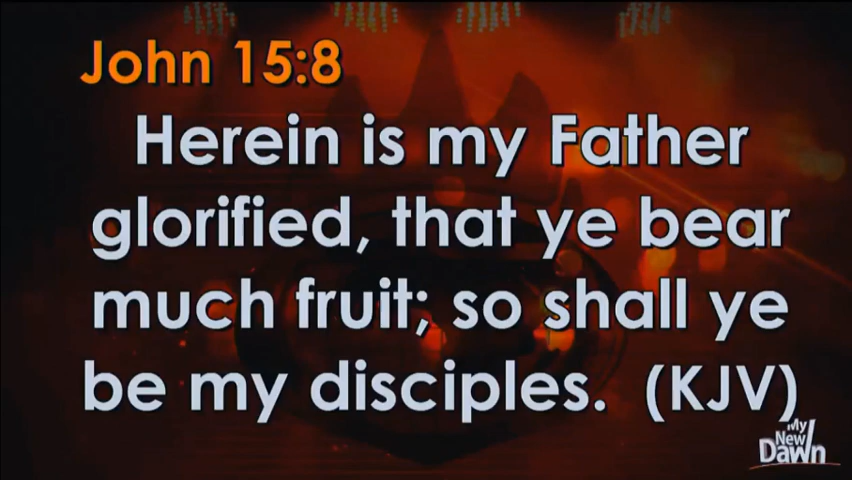 John 15:8
Herein is my Father
glorified, that ye bear
much fruit; so shall ye
be my disciples. (KJV)
My
New
Dawn